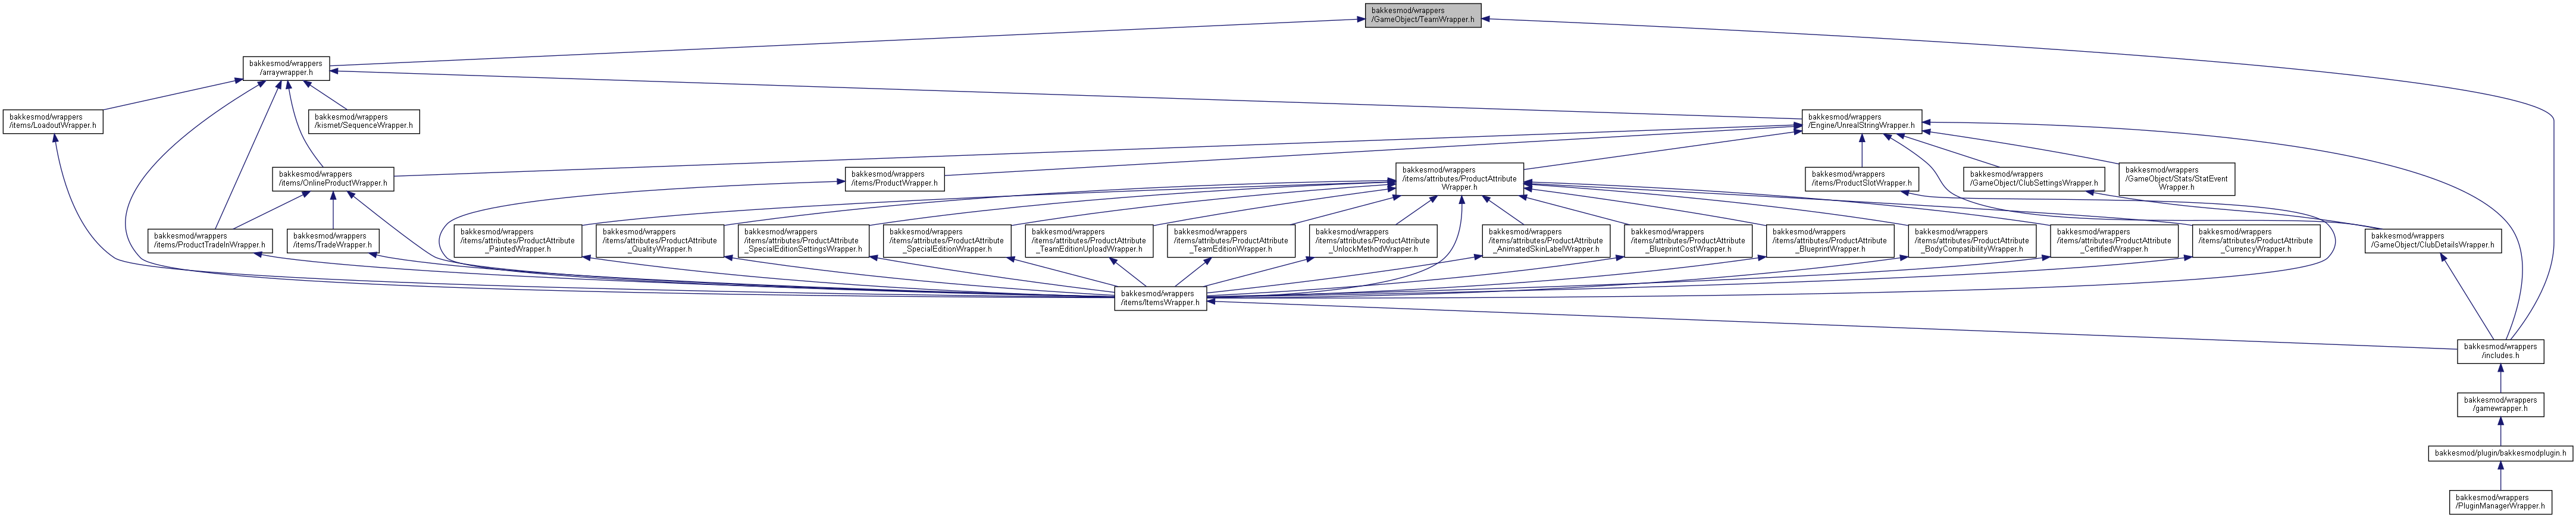 bakkesmod/wrappers
/GameObject/TeamWrapper.h
bakkesmod/wrappers
/arraywrapper.h
bakkesmod/wrappers
/items/LoadoutWrapper.h
bakkesmod/wrappers
/kismet/SequenceWrapper.h
bakkesmod/wrappers
/Engine/UnrealStringWrapper.h
bakkesmod/wrappers
/items/OnlineProductWrapper.h
bakkesmod/wrappers
/items/ProductWrapper.h
bakkesmod/wrappers
/items/attributes/ProductAttribute
Wrapper.h
bakkesmod/wrappers
/items/ProductSlotWrapper.h
bakkesmod/wrappers
/GameObject/ClubSettingsWrapper.h
bakkesmod/wrappers
/GameObject/Stats/StatEvent
Wrapper.h
bakkesmod/wrappers
/items/ProductTradeInWrapper.h
bakkesmod/wrappers
/items/TradeWrapper.h
bakkesmod/wrappers
/items/attributes/ProductAttribute
_PaintedWrapper.h
bakkesmod/wrappers
/items/attributes/ProductAttribute
_QualityWrapper.h
bakkesmod/wrappers
/items/attributes/ProductAttribute
_SpecialEditionSettingsWrapper.h
bakkesmod/wrappers
/items/attributes/ProductAttribute
_SpecialEditionWrapper.h
bakkesmod/wrappers
/items/attributes/ProductAttribute
_TeamEditionUploadWrapper.h
bakkesmod/wrappers
/items/attributes/ProductAttribute
_TeamEditionWrapper.h
bakkesmod/wrappers
/items/attributes/ProductAttribute
_UnlockMethodWrapper.h
bakkesmod/wrappers
/items/attributes/ProductAttribute
_AnimatedSkinLabelWrapper.h
bakkesmod/wrappers
/items/attributes/ProductAttribute
_BlueprintCostWrapper.h
bakkesmod/wrappers
/items/attributes/ProductAttribute
_BlueprintWrapper.h
bakkesmod/wrappers
/items/attributes/ProductAttribute
_BodyCompatibilityWrapper.h
bakkesmod/wrappers
/items/attributes/ProductAttribute
_CertifiedWrapper.h
bakkesmod/wrappers
/items/attributes/ProductAttribute
_CurrencyWrapper.h
bakkesmod/wrappers
/GameObject/ClubDetailsWrapper.h
bakkesmod/wrappers
/items/ItemsWrapper.h
bakkesmod/wrappers
/includes.h
bakkesmod/wrappers
/gamewrapper.h
bakkesmod/plugin/bakkesmodplugin.h
bakkesmod/wrappers
/PluginManagerWrapper.h